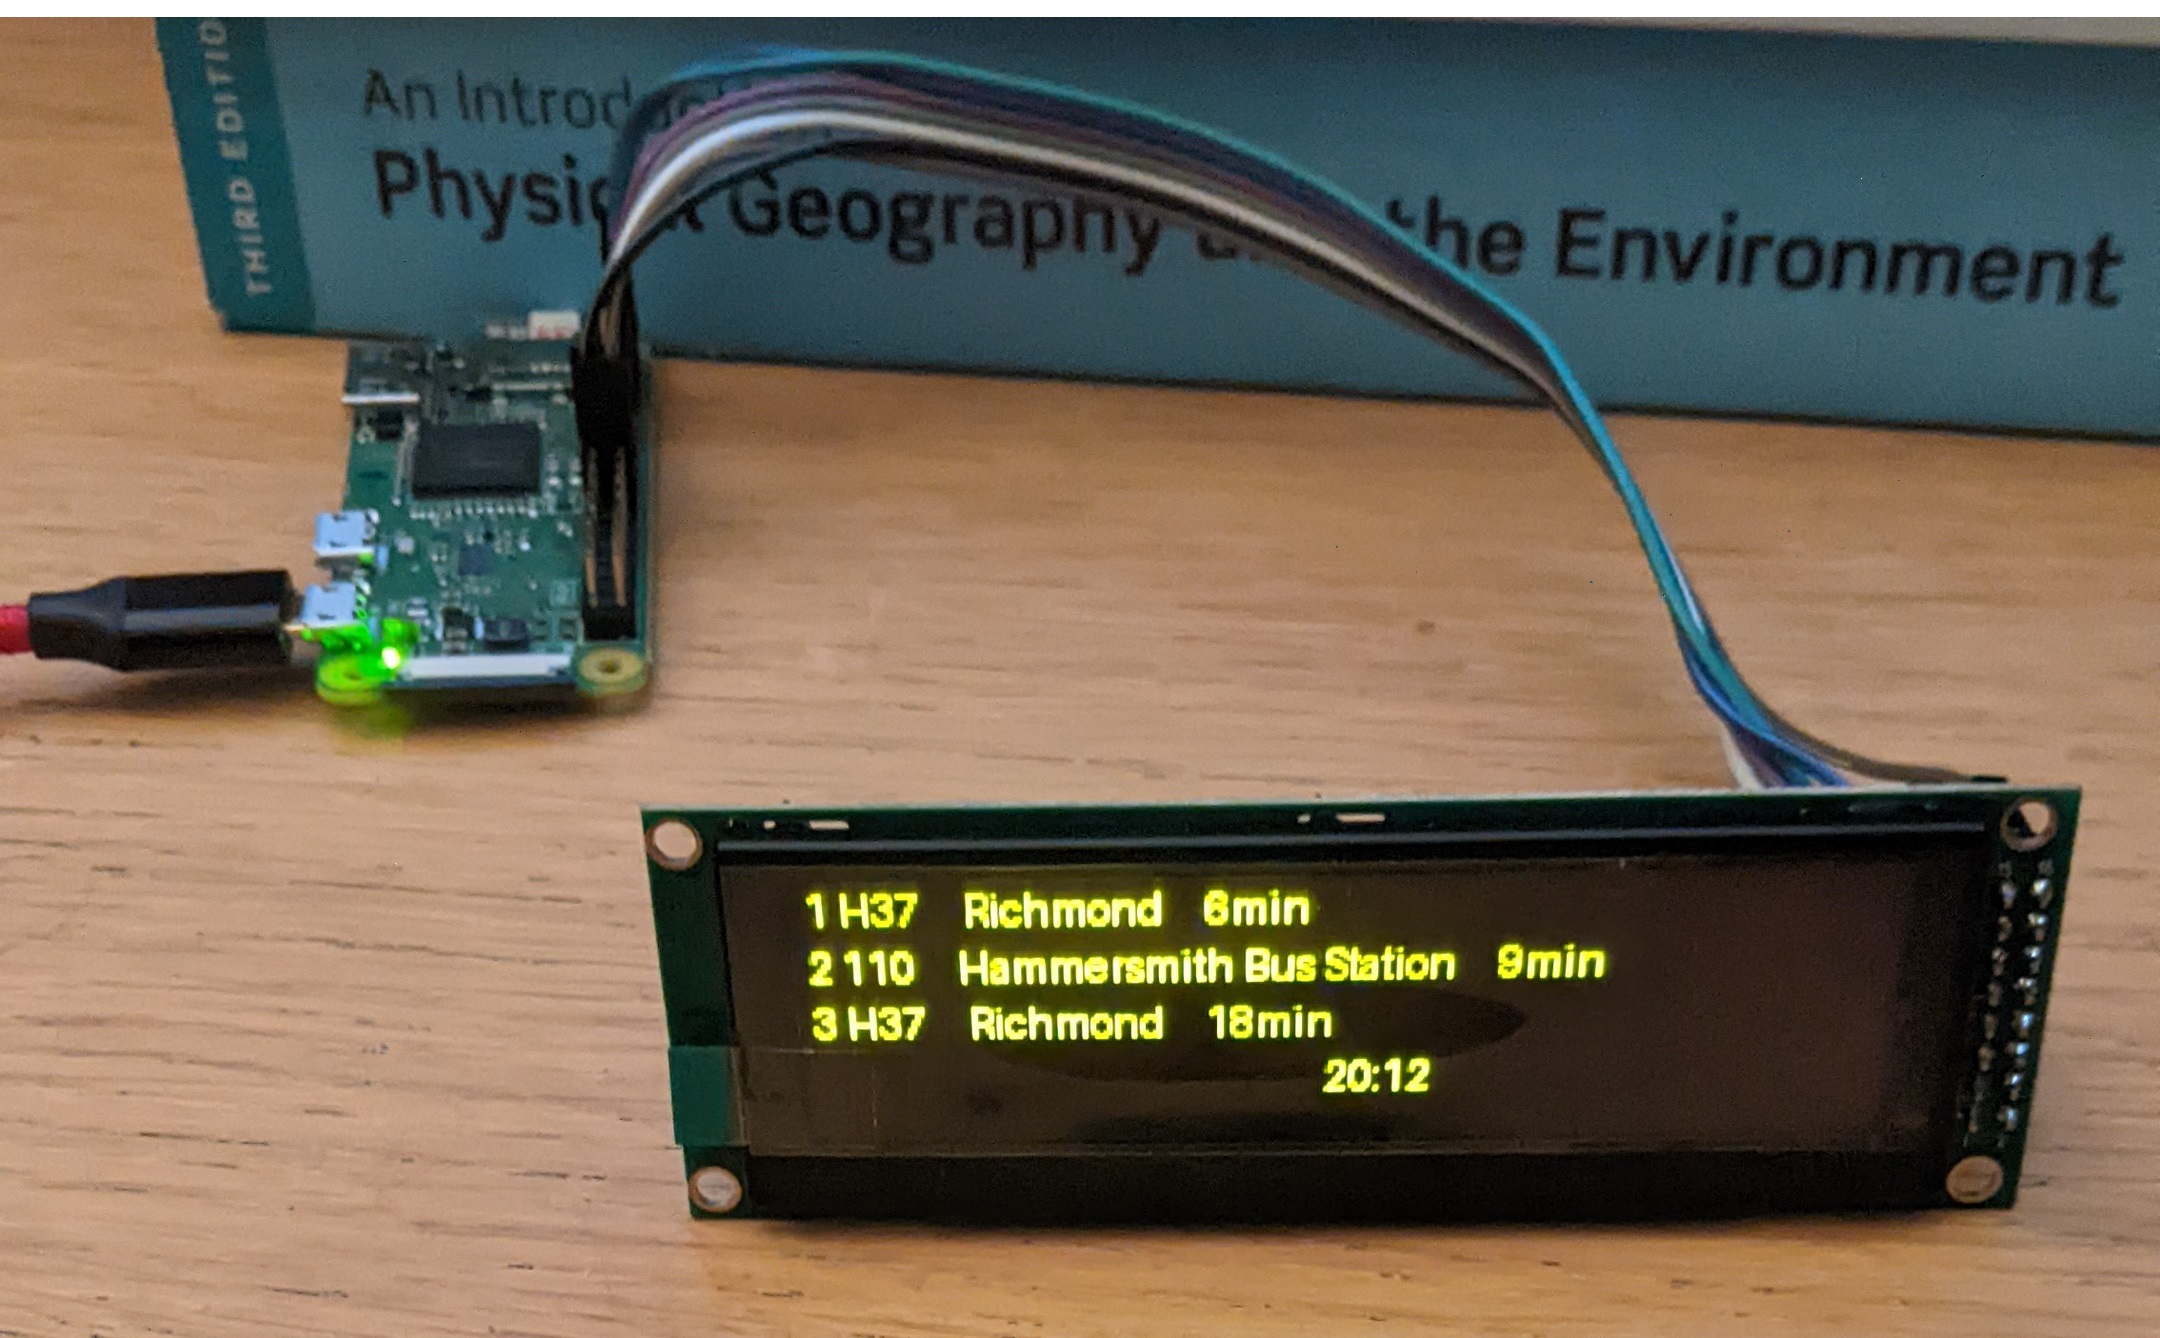 THIRD EDITIO
An Introd
Physical Geography the Environment
1 H37 Richmond 6min
2 110 Hammersmith Bus Station 9min
3 H37 Richmond 18min
20:12